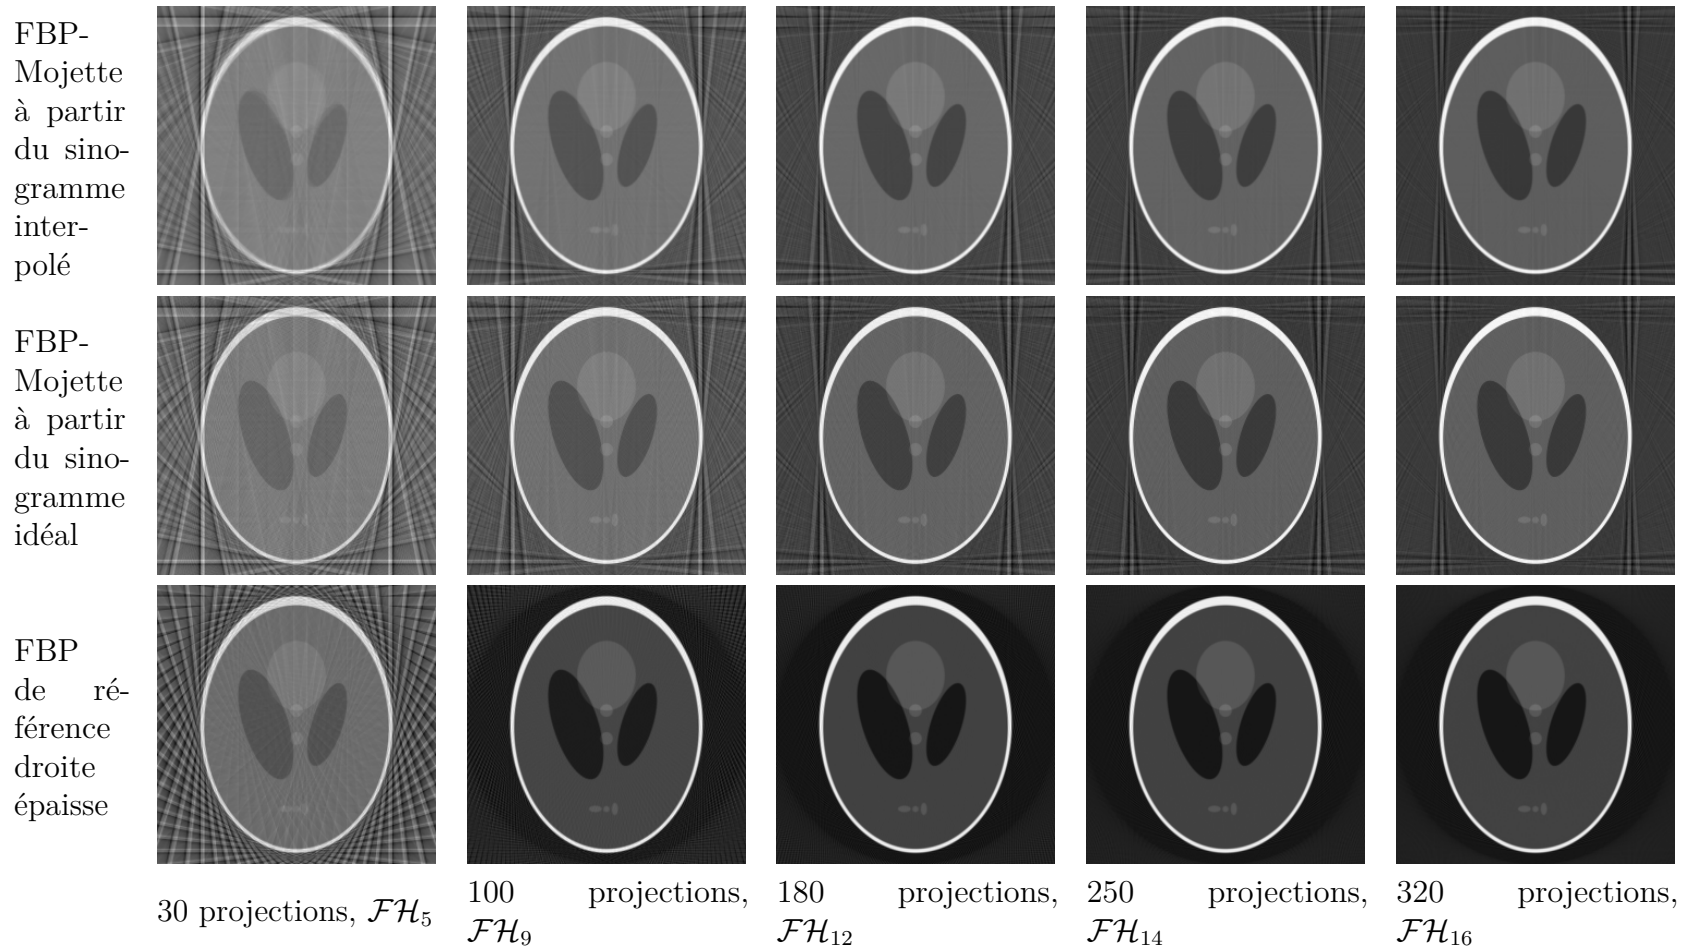 FBP-
Mojette
à partir
du sino-
gramme
inter-
polé
FBP-
Mojette
à partir
du sino-
gramme
idéal
FBP
de ré-
férence
droite
épaisse
30 projections, 𝓕𝓗₅
100 projections,
𝓕𝓗₉
180 projections,
𝓕𝓗₁₂
250 projections,
𝓕𝓗₁₄
320 projections,
𝓕𝓗₁₆